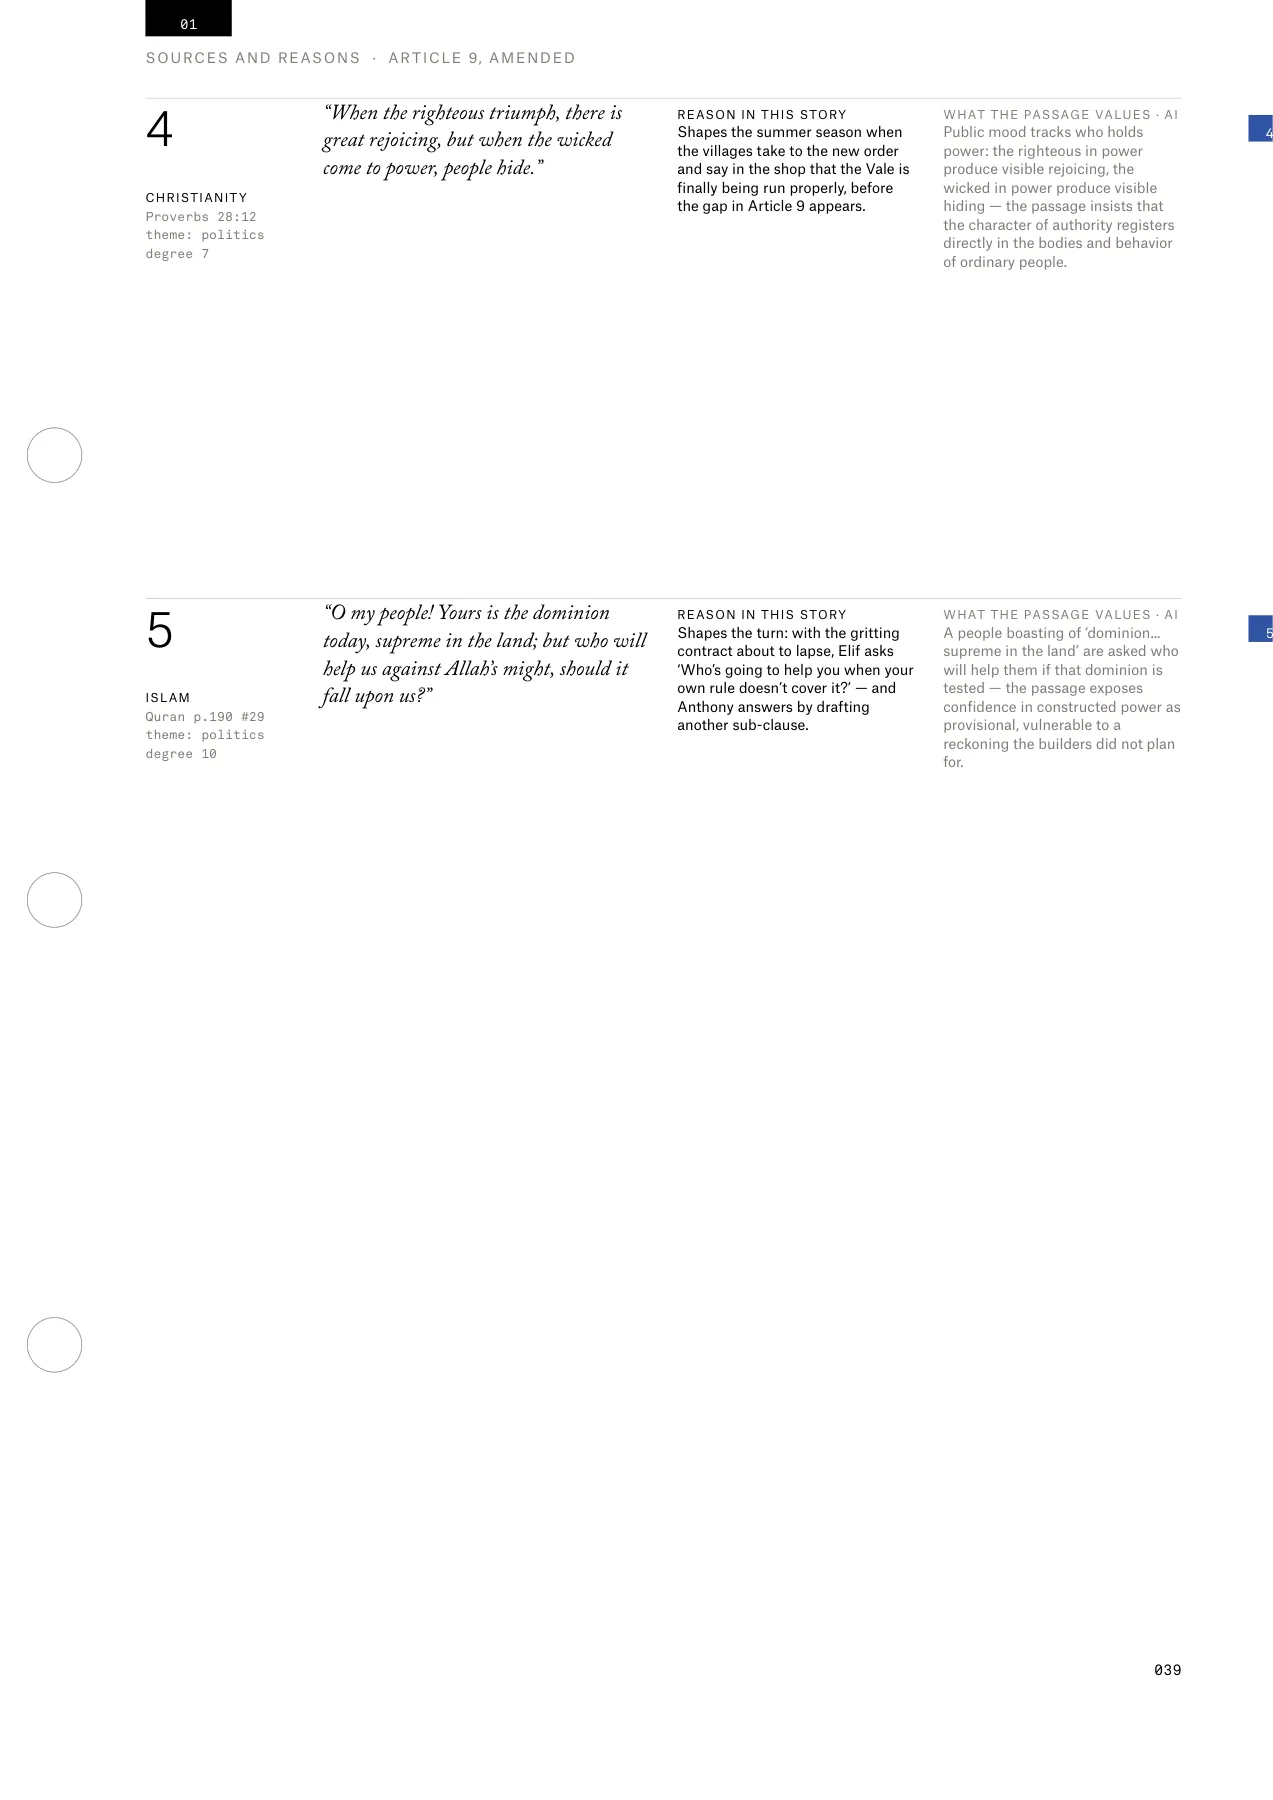 01
SOURCES AND REASONS · ARTICLE 9, AMENDED
4
CHRISTIANITY
Proverbs 28:12
theme: politics
degree 7
“When the righteous triumph, there is
great rejoicing, but when the wicked
come to power, people hide.”
REASON IN THIS STORY
Shapes the summer season when
the villages take to the new order
and say in the shop that the Vale is
finally being run properly, before
the gap in Article 9 appears.
WHAT THE PASSAGE VALUES · AI
Public mood tracks who holds
power: the righteous in power
produce visible rejoicing, the
wicked in power produce visible
hiding — the passage insists that
the character of authority registers
directly in the bodies and behavior
of ordinary people.
4
5
ISLAM
Quran p.190 #29
theme: politics
degree 10
“O my people! Yours is the dominion
today, supreme in the land; but who will
help us against Allah’s might, should it
fall upon us?”
REASON IN THIS STORY
Shapes the turn: with the gritting
contract about to lapse, Elif asks
‘Who’s going to help you when your
own rule doesn’t cover it?’ — and
Anthony answers by drafting
another sub-clause.
WHAT THE PASSAGE VALUES · AI
A people boasting of ‘dominion…
supreme in the land’ are asked who
will help them if that dominion is
tested — the passage exposes
confidence in constructed power as
provisional, vulnerable to a
reckoning the builders did not plan
for.
5
039